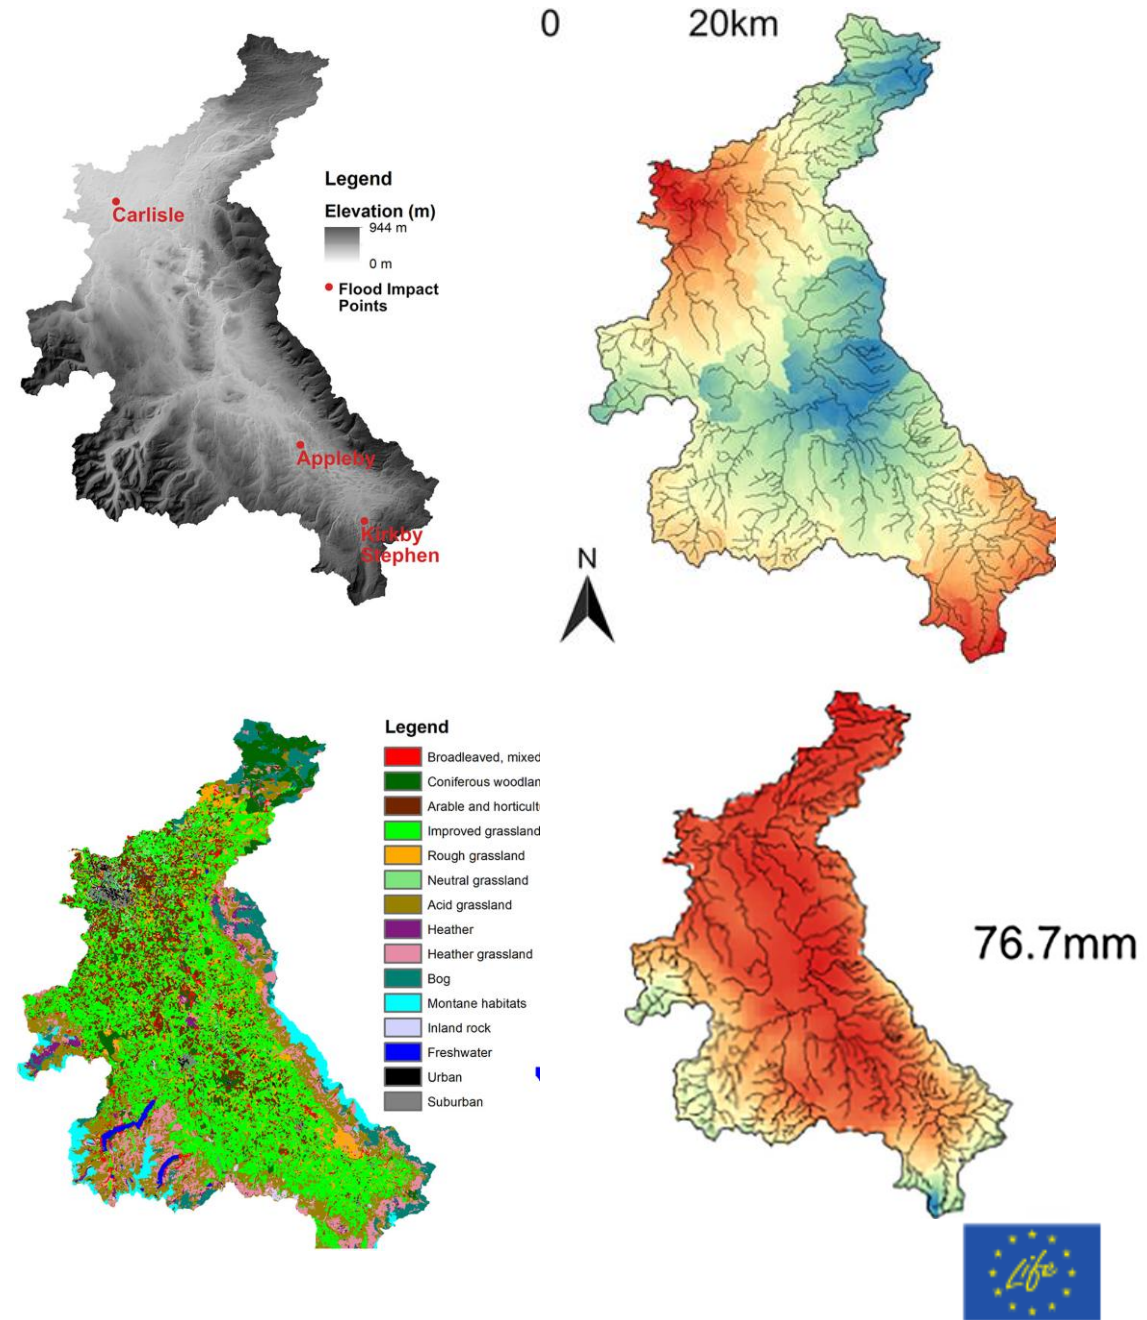 0 20km
Legend
Elevation (m)
944 m
0 m
Flood Impact
Points
Carlisle
Appleby
Kirkby
Stephen
N
Legend
Broadleaved, mixed
Coniferous woodlan
Arable and horticult
Improved grassland
Rough grassland
Neutral grassland
Acid grassland
Heather
Heather grassland
Bog
Montane habitats
Inland rock
Freshwater
Urban
Suburban
76.7mm
Life